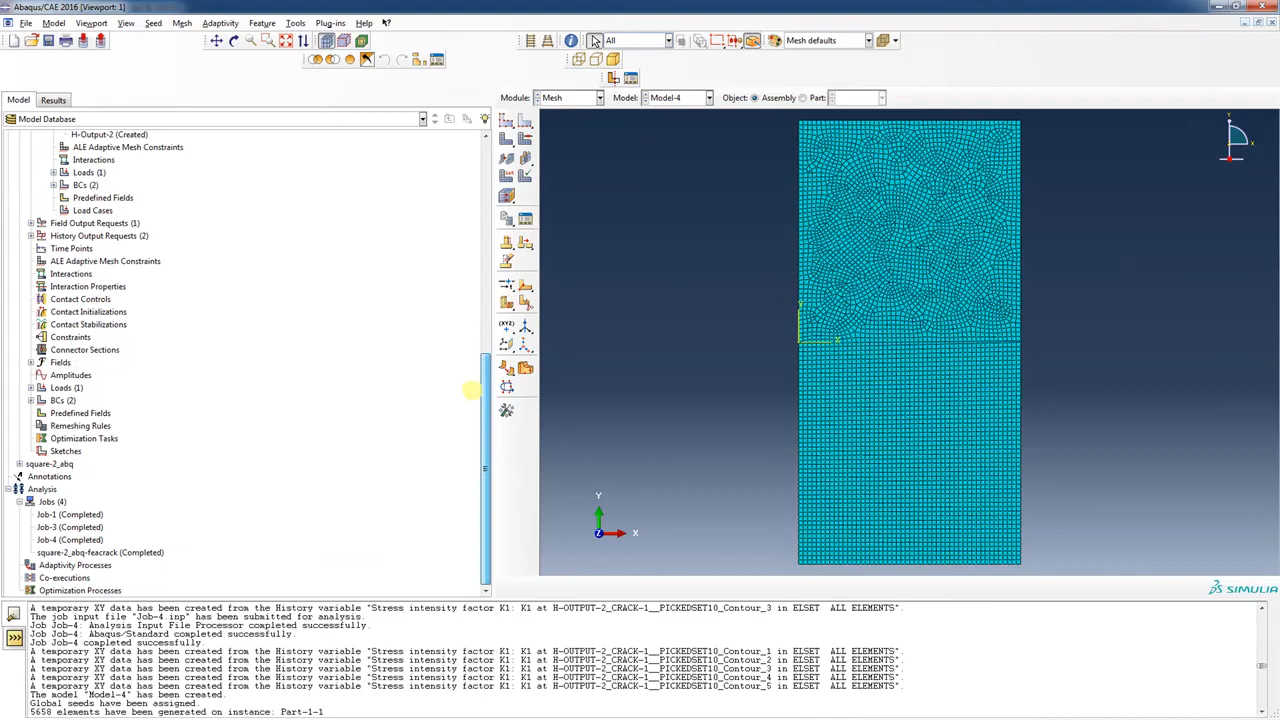 Abaqus/CAE 2016 [Viewport: 1]
File Model Viewport View Seed Mesh Adaptivity Feature Tools Plug-ins Help
All
Mesh defaults
Model Results
Module: Mesh Model: Model-4 Object: Assembly Part:
Model Database
H-Output-2 (Created)
ALE Adaptive Mesh Constraints
Interactions
Loads (1)
BCs (2)
Predefined Fields
Load Cases
Field Output Requests (1)
History Output Requests (2)
Time Points
ALE Adaptive Mesh Constraints
Interactions
Interaction Properties
Contact Controls
Contact Initializations
Contact Stabilizations
Constraints
Connector Sections
Fields
Amplitudes
Loads (1)
BCs (2)
Predefined Fields
Remeshing Rules
Optimization Tasks
Sketches
square-2_abq
Annotations
Analysis
Jobs (4)
Job-1 (Completed)
Job-3 (Completed)
Job-4 (Completed)
square-2_abq-feacrack (Completed)
Adaptivity Processes
Co-executions
Optimization Processes
(XYZ)
Y
X
Y
X
Y
Z
X
SIMULIA
A temporary XY data has been created from the History variable "Stress intensity factor K1: K1 at H-OUTPUT-2_CRACK-1__PICKEDSET10_Contour_3 in ELSET  ALL ELEMENTS".
The job input file "Job-4.inp" has been submitted for analysis.
Job Job-4: Analysis Input File Processor completed successfully.
Job Job-4: Abaqus/Standard completed successfully.
Job Job-4 completed successfully.
A temporary XY data has been created from the History variable "Stress intensity factor K1: K1 at H-OUTPUT-2_CRACK-1__PICKEDSET10_Contour_1 in ELSET  ALL ELEMENTS".
A temporary XY data has been created from the History variable "Stress intensity factor K1: K1 at H-OUTPUT-2_CRACK-1__PICKEDSET10_Contour_2 in ELSET  ALL ELEMENTS".
A temporary XY data has been created from the History variable "Stress intensity factor K1: K1 at H-OUTPUT-2_CRACK-1__PICKEDSET10_Contour_3 in ELSET  ALL ELEMENTS".
A temporary XY data has been created from the History variable "Stress intensity factor K1: K1 at H-OUTPUT-2_CRACK-1__PICKEDSET10_Contour_4 in ELSET  ALL ELEMENTS".
A temporary XY data has been created from the History variable "Stress intensity factor K1: K1 at H-OUTPUT-2_CRACK-1__PICKEDSET10_Contour_5 in ELSET  ALL ELEMENTS".
The model "Model-4" has been created.
Global seeds have been assigned.
5658 elements have been generated on instance: Part-1-1